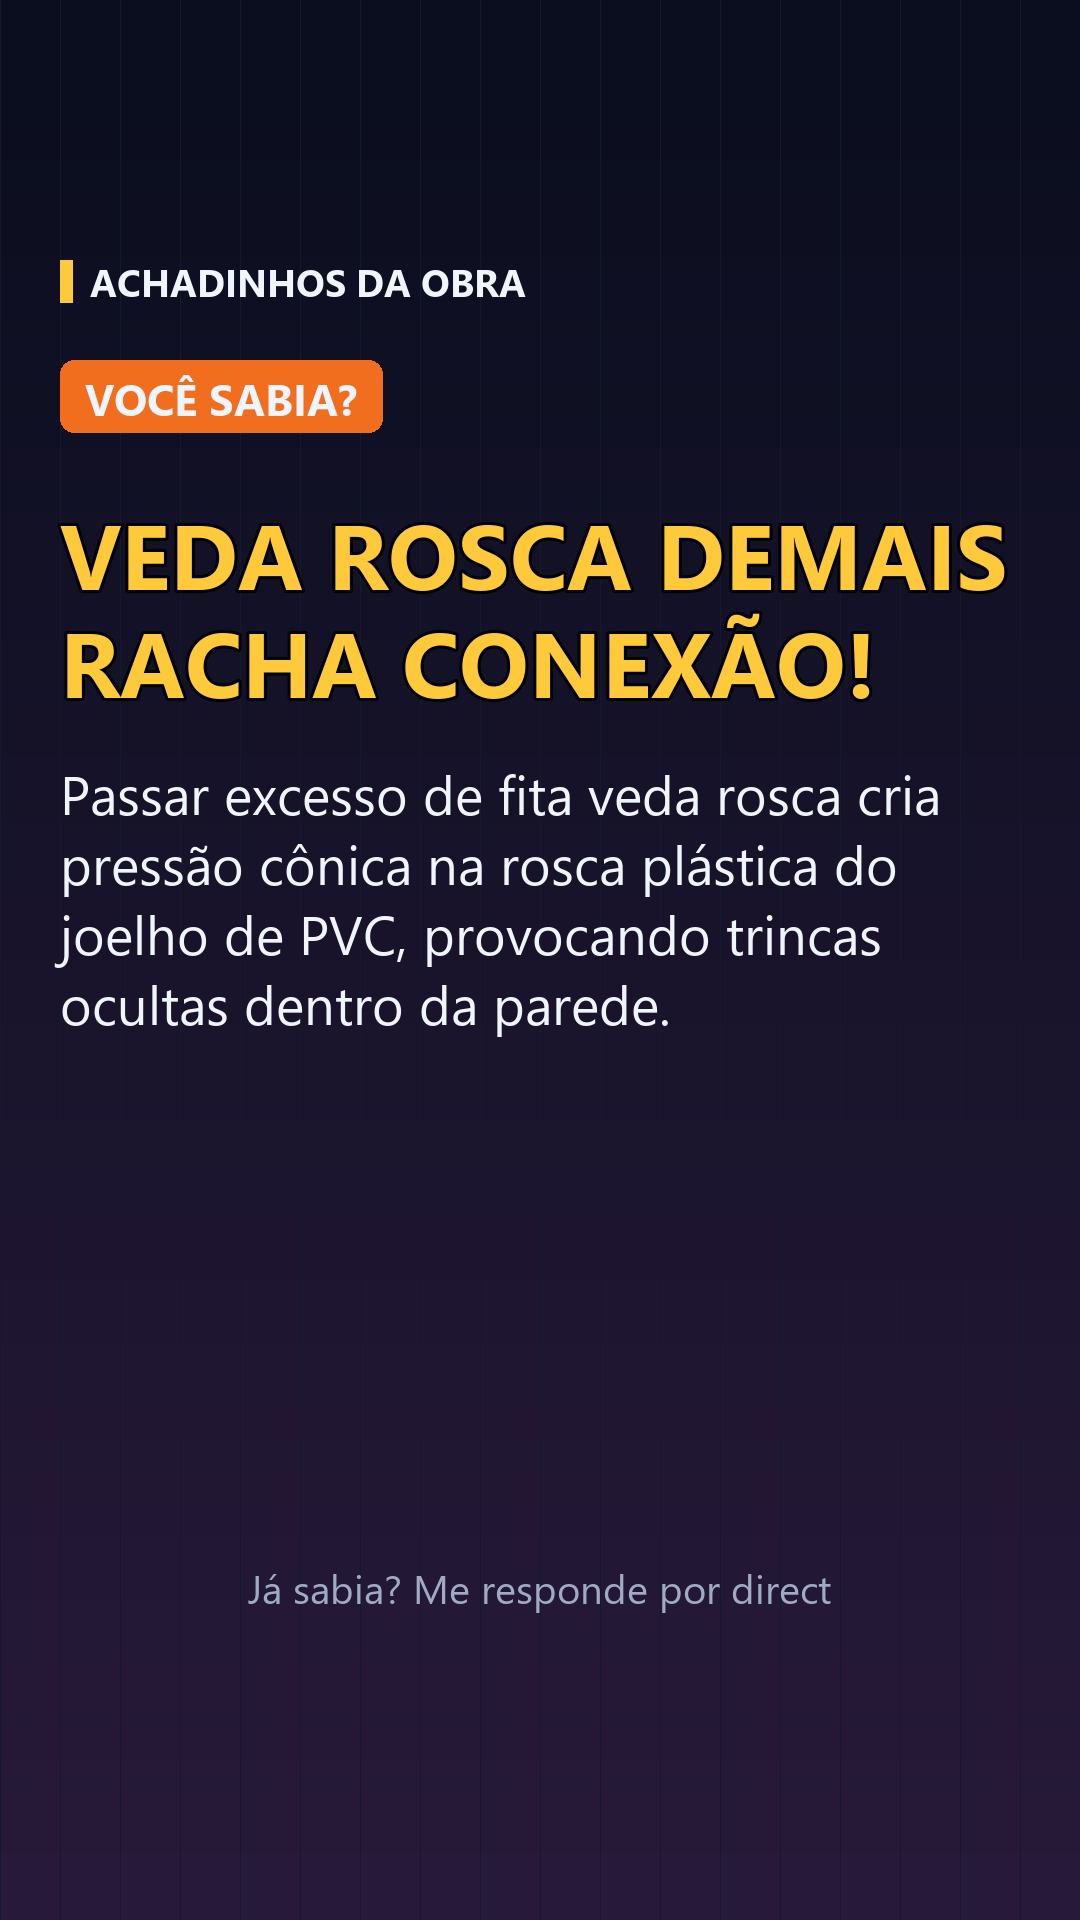 ACHADINHOS DA OBRA
VOCÊ SABIA?
VEDA ROSCA DEMAIS
RACHA CONEXÃO!
Passar excesso de fita veda rosca cria
pressão cônica na rosca plástica do
joelho de PVC, provocando trincas
ocultas dentro da parede.
Já sabia? Me responde por direct